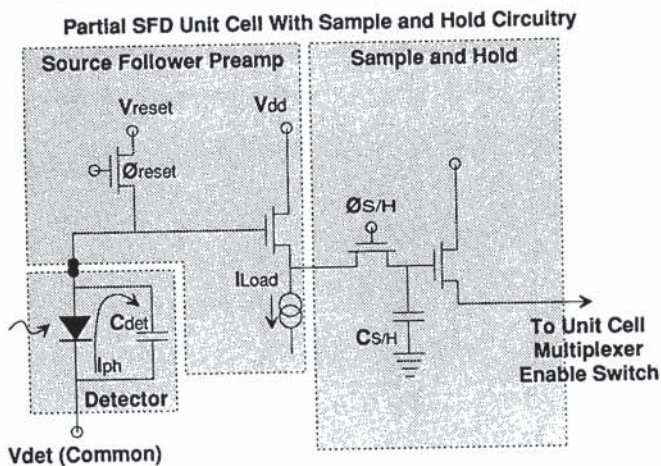 Partial SFD Unit Cell With Sample and Hold Circuitry
Source Follower Preamp
Sample and Hold
Vreset
Vdd
Øreset
ØS/H
ILoad
Cdet
CS/H
Iph
To Unit Cell
Multiplexer
Enable Switch
Detector
Vdet (Common)